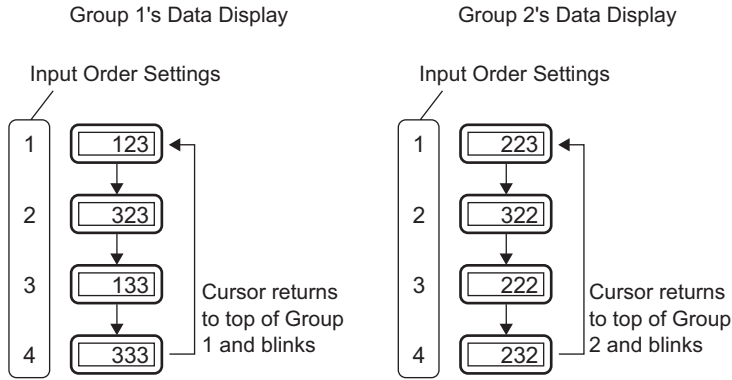 Group 1's Data Display
Input Order Settings
1 123
2 323
3 133
4 333
Cursor returns
to top of Group
1 and blinks
Group 2's Data Display
Input Order Settings
1 223
2 322
3 222
4 232
Cursor returns
to top of Group
2 and blinks